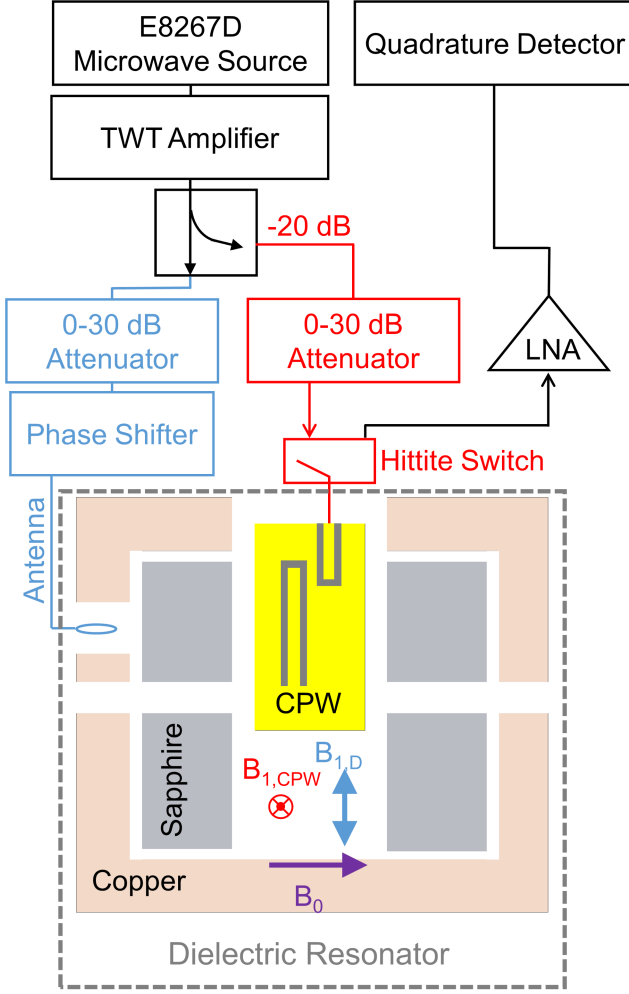 E8267D
Microwave Source
Quadrature Detector
TWT Amplifier
-20 dB
0-30 dB
Attenuator
0-30 dB
Attenuator
LNA
Phase Shifter
Hittite Switch
Antenna
CPW
Sapphire
B1,CPW
B1,D
Copper
B0
Dielectric Resonator